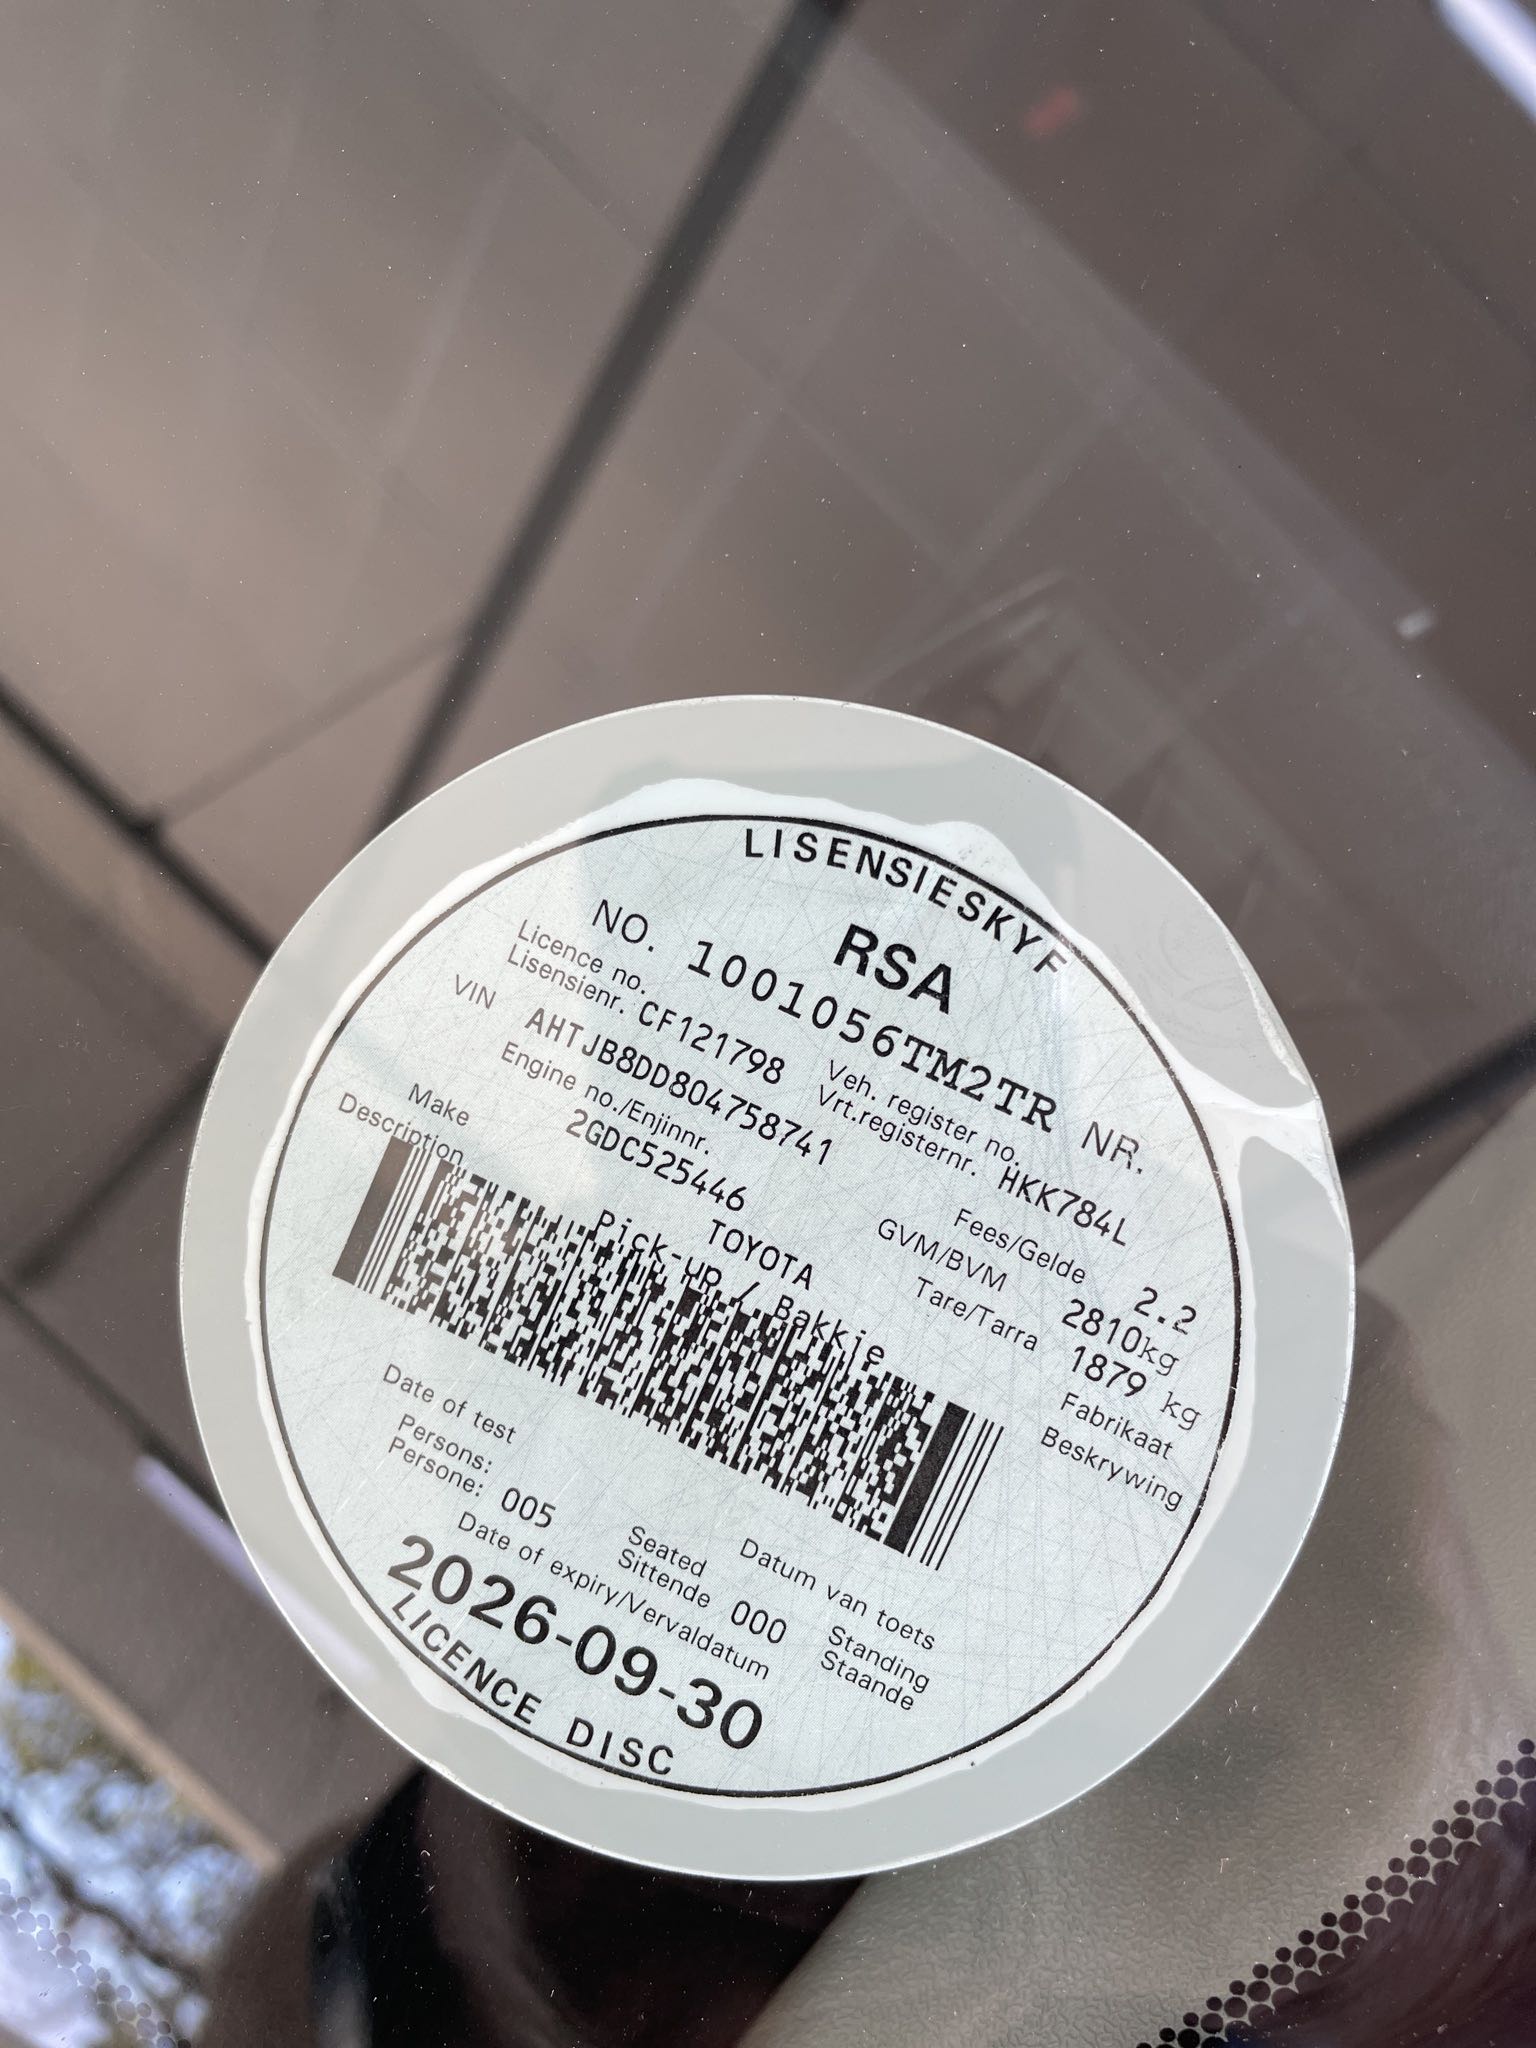 LISENSIESKYF
RSA
NO. 1001056TM2TR NR.
Licence no. Veh. register no.
Lisensienr. CF121798 Vrt.registernr. HKK784L
VIN AHTJB8DD804758741
Engine no./Enjinnr. Fees/Gelde 2.2
2GDC525446 GVM/BVM 2810kg
Tare/Tarra 1879 kg
Make TOYOTA Fabrikaat
Description Pick-up / Bakkie Beskrywing
Date of test Datum van toets
Persons: Seated Standing
Persone: 005 Sittende 000 Staande
Date of expiry/Vervaldatum
2026-09-30
LICENCE DISC